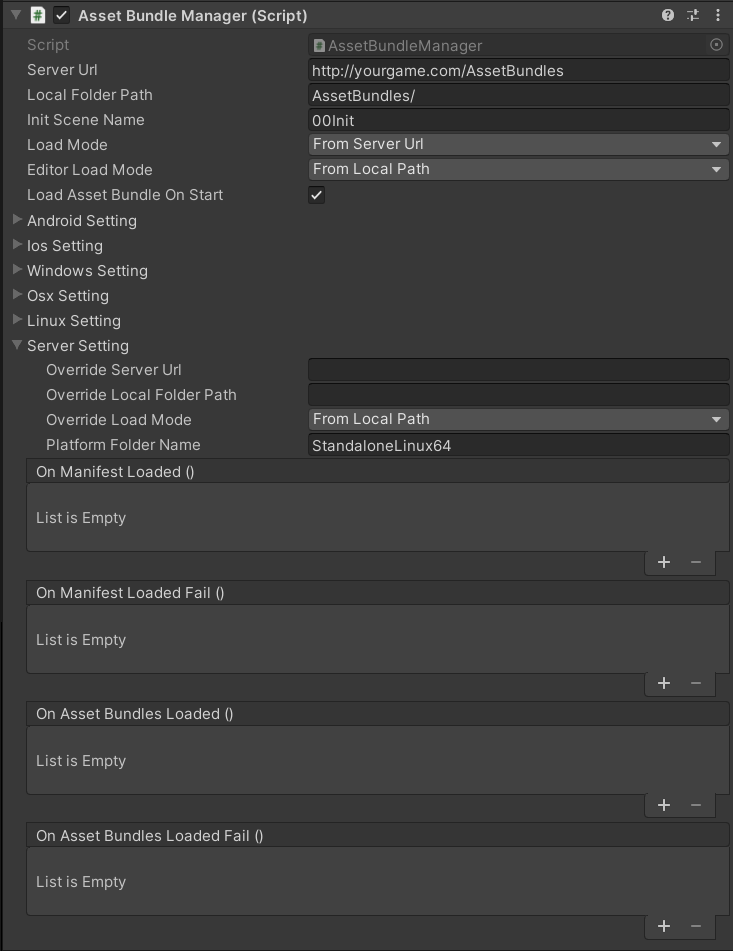 Asset Bundle Manager (Script)
Script AssetBundleManager
Server Url http://yourgame.com/AssetBundles
Local Folder Path AssetBundles/
Init Scene Name 00Init
Load Mode From Server Url
Editor Load Mode From Local Path
Load Asset Bundle On Start
Android Setting
Ios Setting
Windows Setting
Osx Setting
Linux Setting
Server Setting
Override Server Url
Override Local Folder Path
Override Load Mode From Local Path
Platform Folder Name StandaloneLinux64
On Manifest Loaded ()
List is Empty
On Manifest Loaded Fail ()
List is Empty
On Asset Bundles Loaded ()
List is Empty
On Asset Bundles Loaded Fail ()
List is Empty